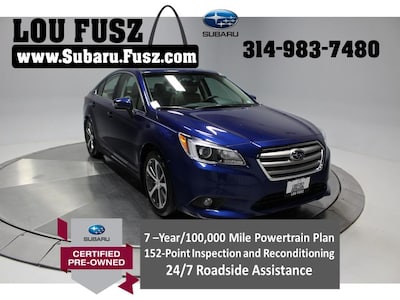 LOU FUSZ
www.Subaru.Fusz.com
SUBARU
314-983-7480
SUBARU
CERTIFIED
PRE-OWNED
7 –Year/100,000 Mile Powertrain Plan
152-Point Inspection and Reconditioning
24/7 Roadside Assistance